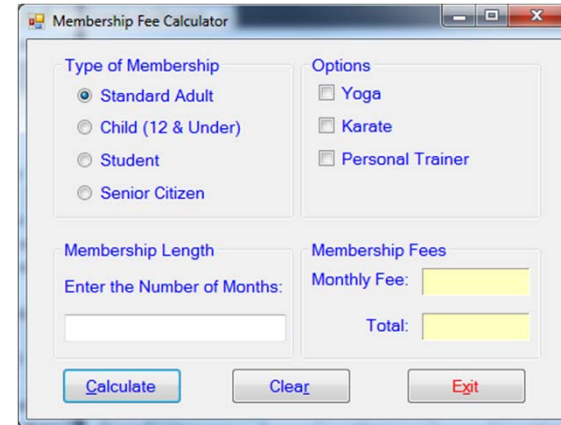 Membership Fee Calculator
Type of Membership
Standard Adult
Child (12 & Under)
Student
Senior Citizen
Options
Yoga
Karate
Personal Trainer
Membership Length
Enter the Number of Months:
Membership Fees
Monthly Fee:
Total:
Calculate
Clear
Exit